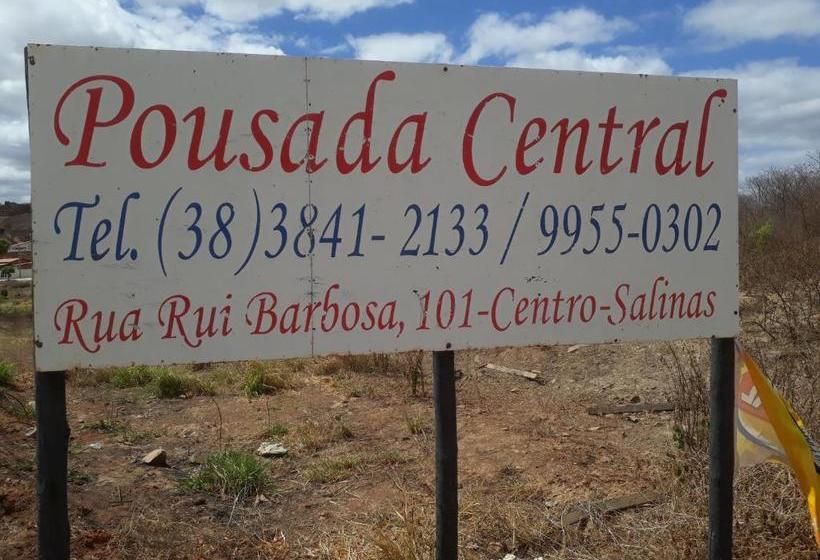 Pousada Central
Tel. (38)3841- 2133 / 9955-0302
Rua Rui Barbosa, 101-Centro-Salinas